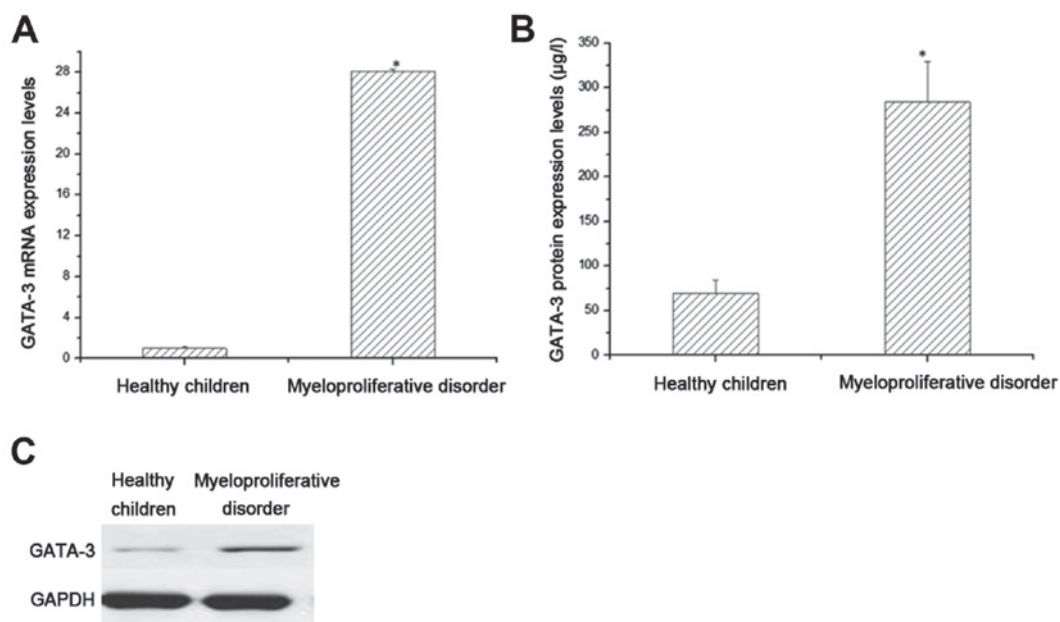 A
GATA-3 mRNA expression levels
28
24
20
16
12
8
4
0
*
Healthy children
Myeloproliferative disorder
B
GATA-3 protein expression levels (µg/l)
350
300
250
200
150
100
50
0
*
Healthy children
Myeloproliferative disorder
C
Healthy
children
Myeloproliferative
disorder
GATA-3
GAPDH